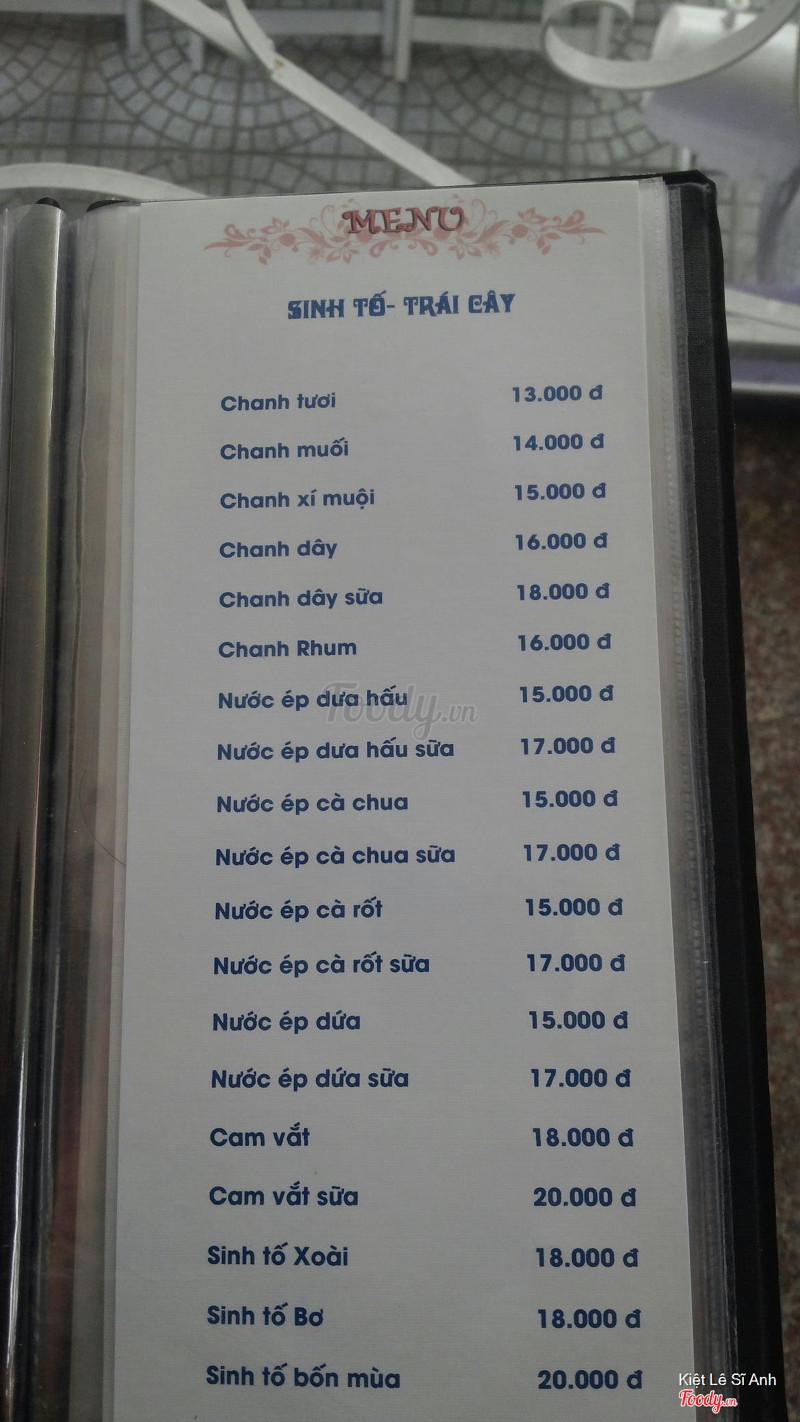 MENU
SINH TỐ- TRÁI CÂY
Chanh tươi 13.000 đ
Chanh muối 14.000 đ
Chanh xí muội 15.000 đ
Chanh dây 16.000 đ
Chanh dây sữa 18.000 đ
Chanh Rhum 16.000 đ
Nước ép dưa hấu 15.000 đ
Foody.vn
Nước ép dưa hấu sữa 17.000 đ
Nước ép cà chua 15.000 đ
Nước ép cà chua sữa 17.000 đ
Nước ép cà rốt 15.000 đ
Nước ép cà rốt sữa 17.000 đ
Nước ép dứa 15.000 đ
Nước ép dứa sữa 17.000 đ
Cam vắt 18.000 đ
Cam vắt sữa 20.000 đ
Sinh tố Xoài 18.000 đ
Sinh tố Bơ 18.000 đ
Sinh tố bốn mùa 20.000 đ
Kiệt Lê Sĩ Anh
Foody.vn